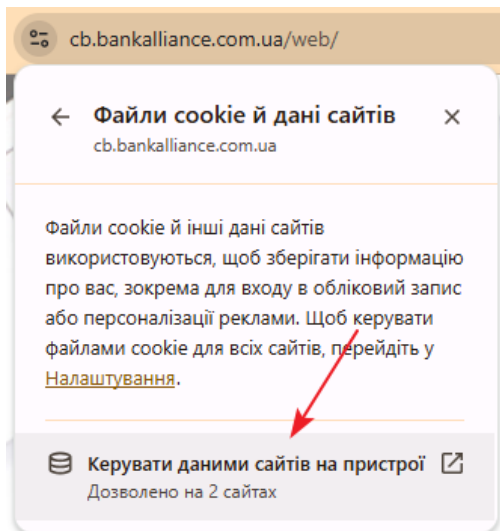 cb.bankalliance.com.ua/web/
Файли cookie й дані сайтів
cb.bankalliance.com.ua
Файли cookie й інші дані сайтів
використовуються, щоб зберігати інформацію
про вас, зокрема для входу в обліковий запис
або персоналізації реклами. Щоб керувати
файлами cookie для всіх сайтів, перейдіть у
Налаштування.
Керувати даними сайтів на пристрої
Дозволено на 2 сайтах